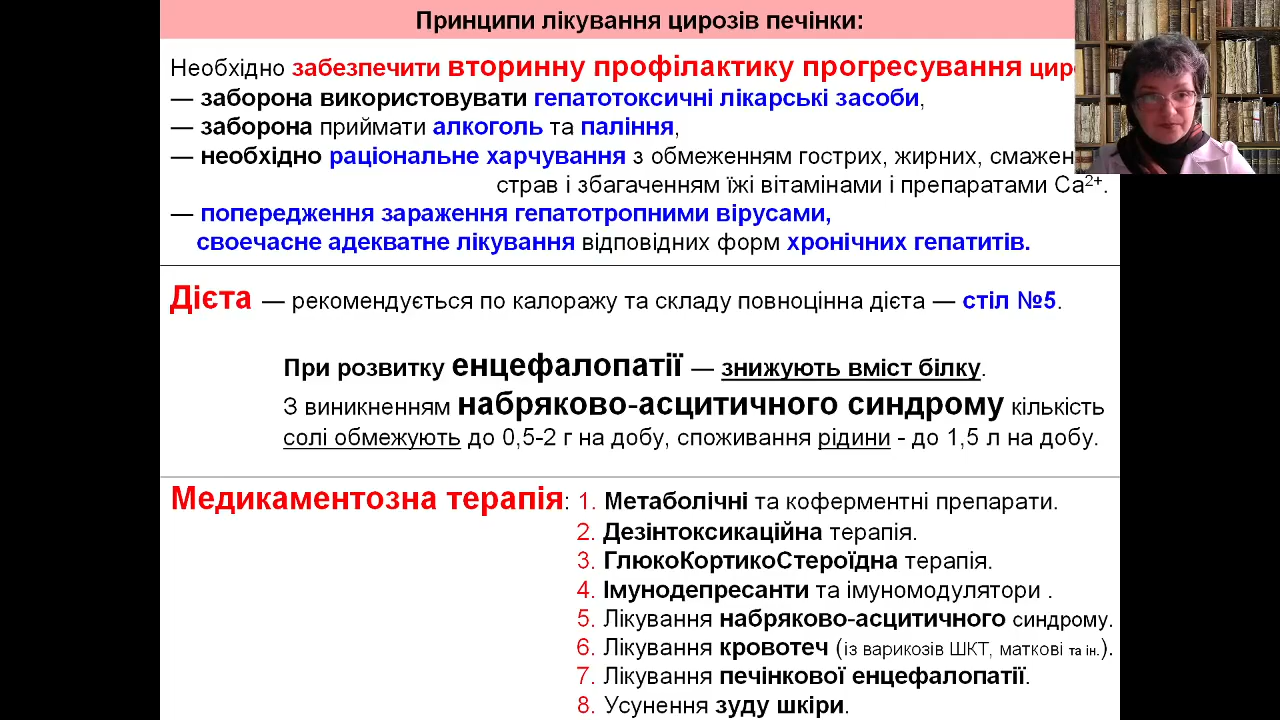 Принципи лікування цирозів печінки:
Необхідно забезпечити вторинну профілактику прогресування
— заборона використовувати гепатотоксичні лікарські засоби,
— заборона приймати алкоголь та паління,
— необхідно раціональне харчування з обмеженням гострих, жирних,
страв і збагаченням їжі вітамінами і препаратами Ca2+.
— попередження зараження гепатотропними вірусами,
своечасне адекватне лікування відповідних форм хронічних гепатитів.
Дієта — рекомендується по калоражу та складу повноцінна дієта — стіл №5.
При розвитку енцефалопатії — знижують вміст білку.
З виникненням набряково-асцитичного синдрому кількість
солі обмежують до 0,5-2 г на добу, споживання рідини - до 1,5 л на добу.
Медикаментозна терапія: 1. Метаболічні та коферментні препарати.
2. Дезінтоксикаційна терапія.
3. ГлюкоКортикоСтероїдна терапія.
4. Імунодепресанти та імуномодулятори .
5. Лікування набряково-асцитичного синдрому.
6. Лікування кровотеч (із варикозів ШКТ, маткові та ін.).
7. Лікування печінкової енцефалопатії.
8. Усунення зуду шкіри.